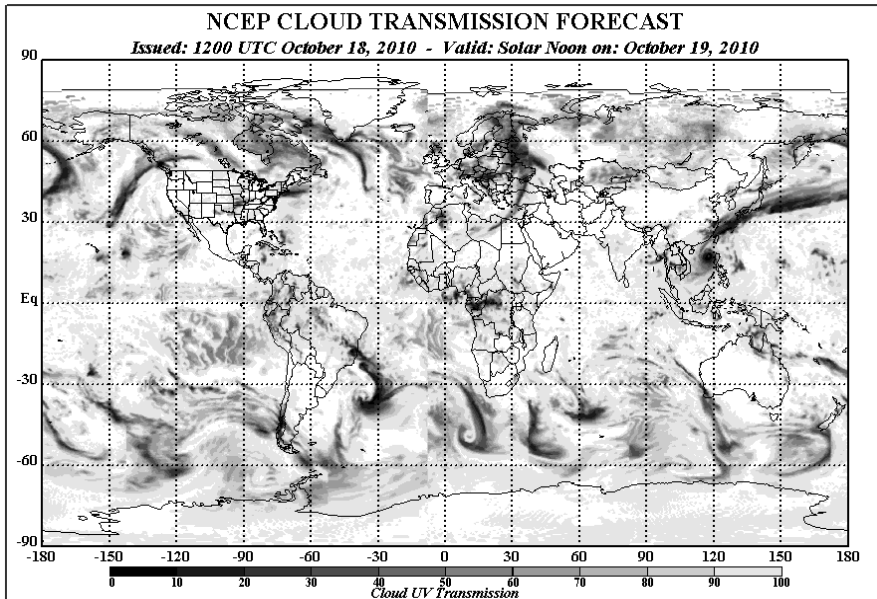 NCEP CLOUD TRANSMISSION FORECAST
Issued: 1200 UTC October 18, 2010 - Valid: Solar Noon on: October 19, 2010
90
60
30
Eq
-30
-60
-90
-180 -150 -120 -90 -60 -30 0 30 60 90 120 150 180
0 10 20 30 40 50 60 70 80 90 100
Cloud UV Transmission